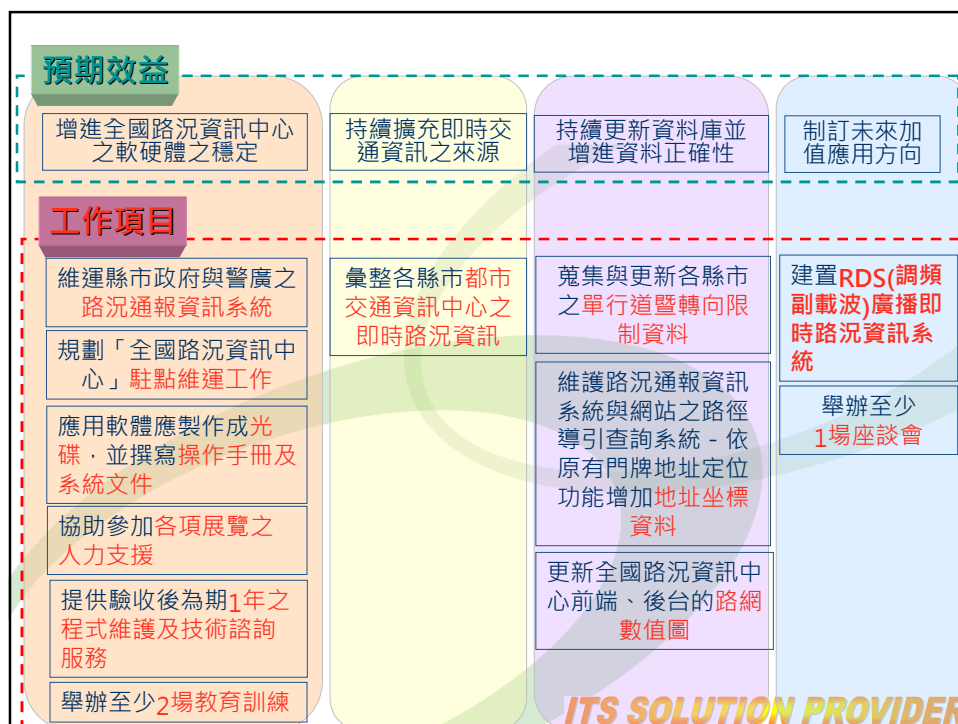 預期效益
增進全國路況資訊中心
之軟硬體之穩定
持續擴充即時交
通資訊之來源
持續更新資料庫並
增進資料正確性
制訂未來加
值應用方向
工作項目
維運縣市政府與警廣之
路況通報資訊系統
規劃「全國路況資訊中
心」駐點維運工作
應用軟體應製作成光
碟，並撰寫操作手冊及
系統文件
協助參加各項展覽之
人力支援
提供驗收後為期1年之
程式維護及技術諮詢
服務
舉辦至少2場教育訓練
彙整各縣市都市
交通資訊中心之
即時路況資訊
蒐集與更新各縣市
之單行道暨轉向限
制資料
維護路況通報資訊
系統與網站之路徑
導引查詢系統－依
原有門牌地址定位
功能增加地址坐標
資料
更新全國路況資訊中
心前端、後台的路網
數值圖
建置RDS(調頻
副載波)廣播即
時路況資訊系
統
舉辦至少
1場座談會
ITS SOLUTION PROVIDER